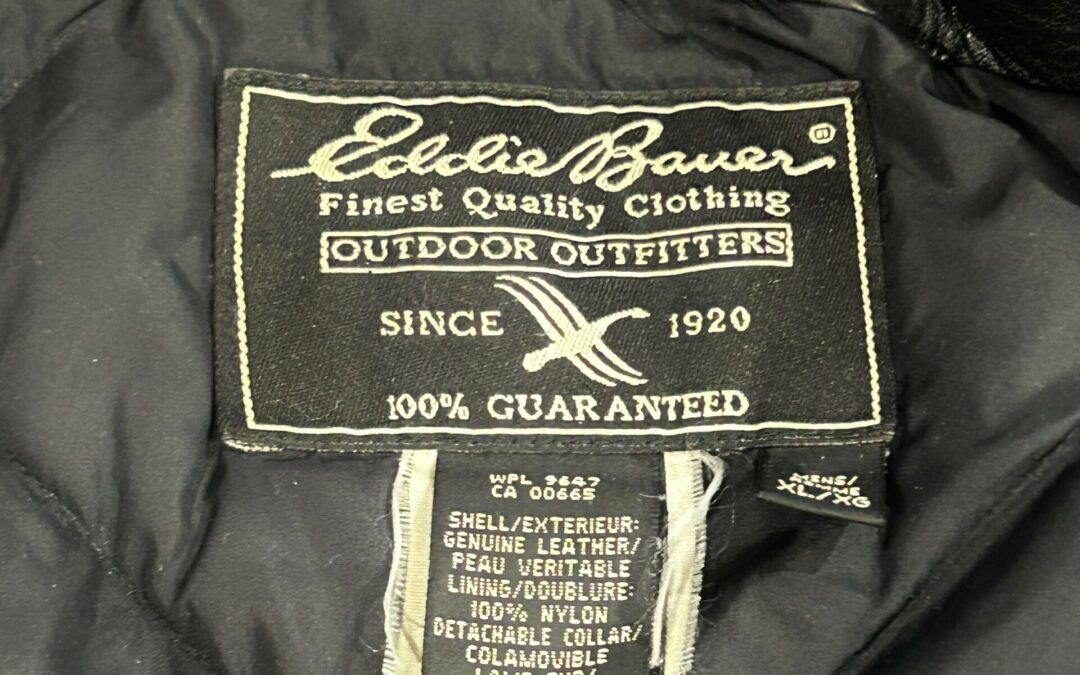 Eddie Bauer
Finest Quality Clothing
OUTDOOR OUTFITTERS
SINCE 1920
100% GUARANTEED
WPL 9647
CA 00665
SHELL/EXTERIEUR:
GENUINE LEATHER/
PEAU VERITABLE
LINING/DOUBLURE:
100% NYLON
DETACHABLE COLLAR/
COLAMOVIBLE
MENS/
XL/XG